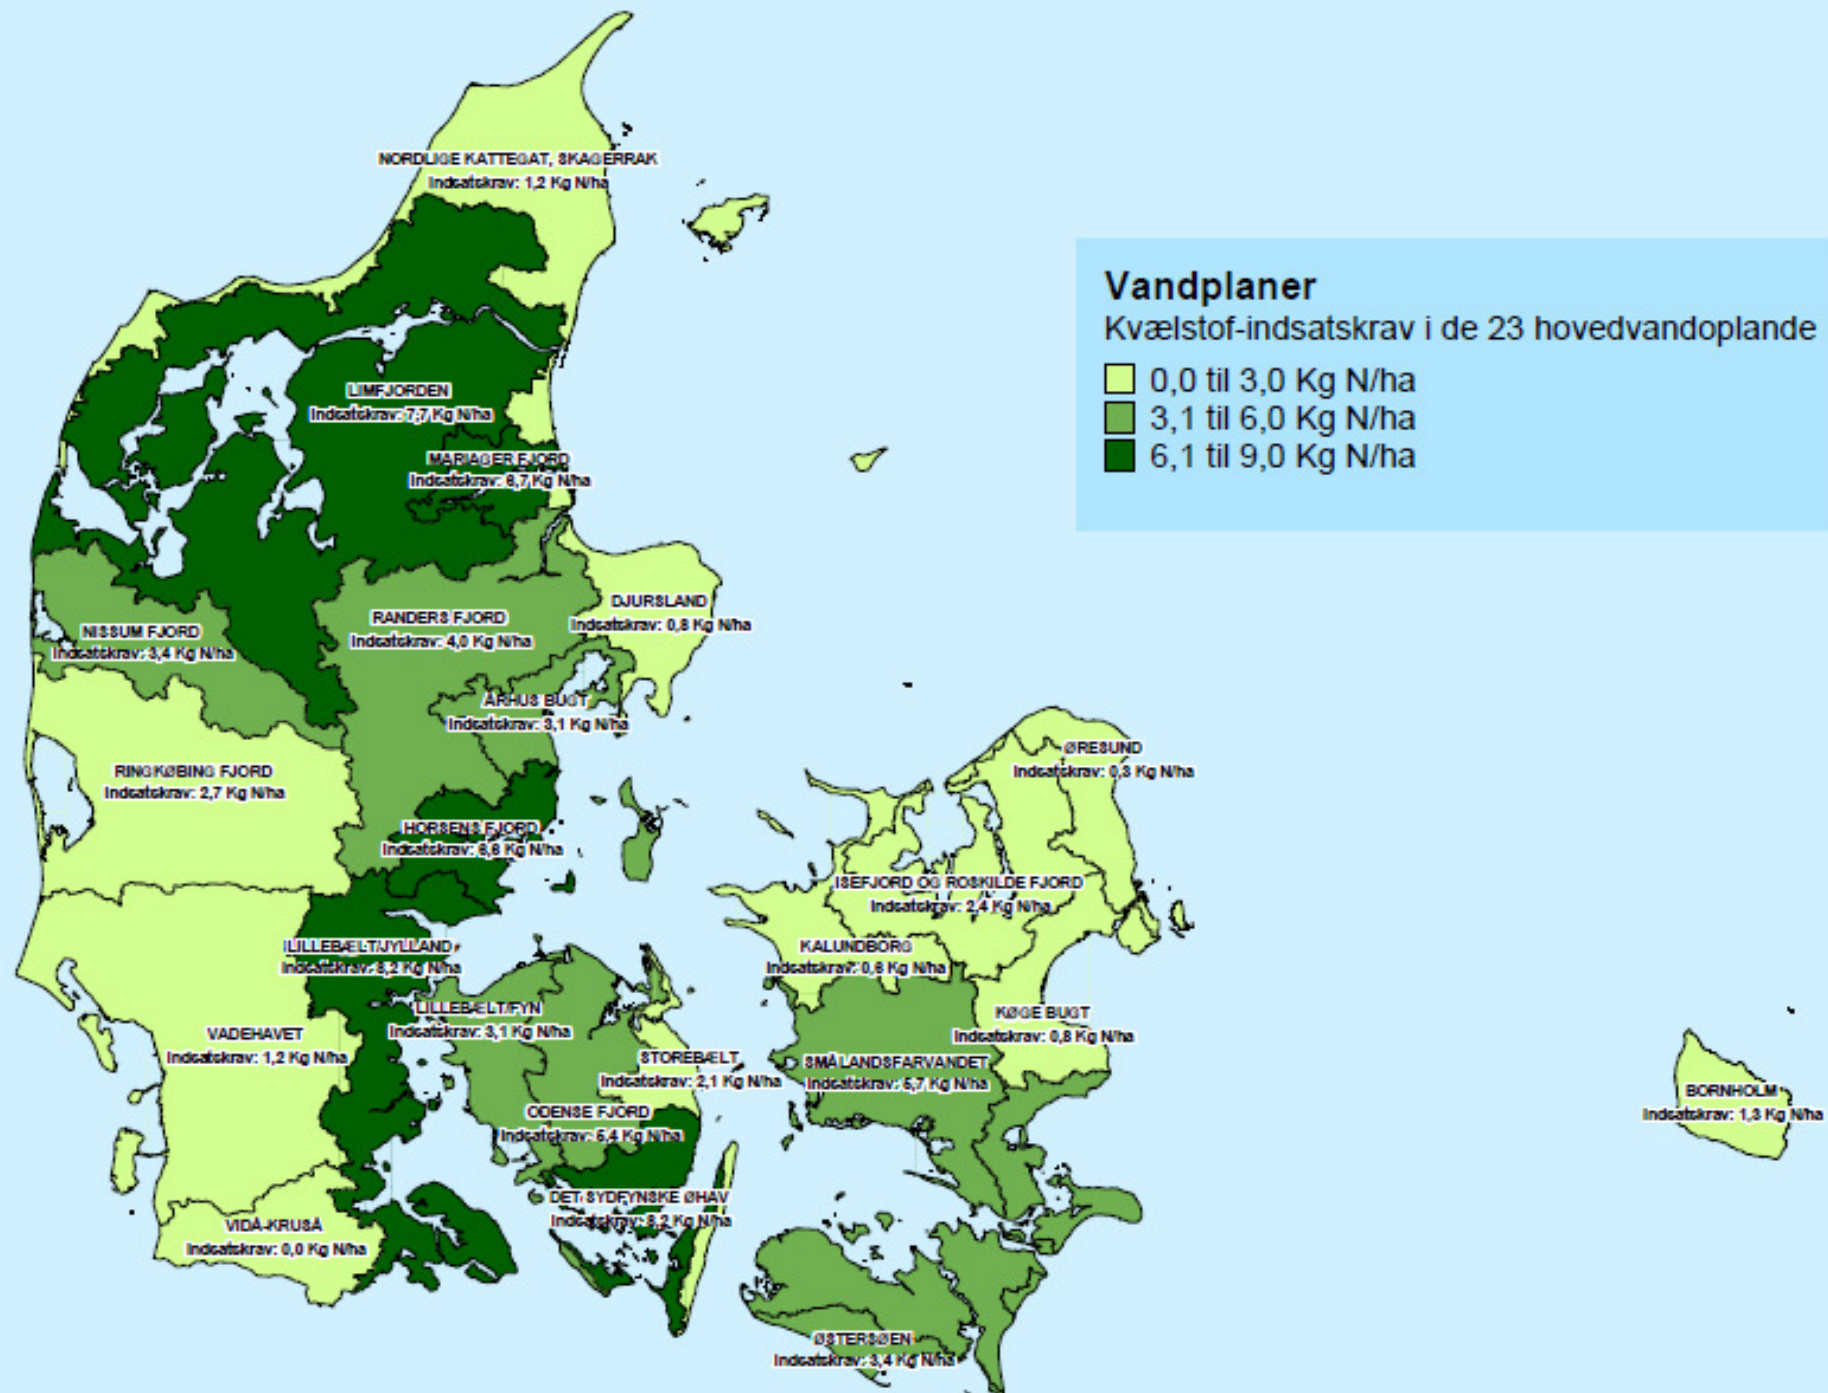 NORDLIGE KATTEGAT, SKAGERRAK
Indsatskrav: 1,2 Kg N/ha
Vandplaner
Kvælstof-indsatskrav i de 23 hovedvandoplande
0,0 til 3,0 Kg N/ha
3,1 til 6,0 Kg N/ha
6,1 til 9,0 Kg N/ha
LIMFJORDEN
Indsatskrav: 7,7 Kg N/ha
MARIAGER FJORD
Indsatskrav: 6,7 Kg N/ha
DJURSLAND
Indsatskrav: 0,8 Kg N/ha
RANDERS FJORD
Indsatskrav: 4,0 Kg N/ha
NISSUM FJORD
Indsatskrav: 3,4 Kg N/ha
ÅRHUS BUGT
Indsatskrav: 3,1 Kg N/ha
ØRESUND
Indsatskrav: 0,3 Kg N/ha
RINGKØBING FJORD
Indsatskrav: 2,7 Kg N/ha
HORSENS FJORD
Indsatskrav: 6,6 Kg N/ha
ISEFJORD OG ROSKILDE FJORD
Indsatskrav: 2,4 Kg N/ha
LILLEBÆLT/JYLLAND
Indsatskrav: 8,2 Kg N/ha
KALUNDBORG
Indsatskrav: 0,6 Kg N/ha
LILLEBÆLT/FYN
Indsatskrav: 3,1 Kg N/ha
KØGE BUGT
Indsatskrav: 0,8 Kg N/ha
VADEHAVET
Indsatskrav: 1,2 Kg N/ha
STOREBÆLT
Indsatskrav: 2,1 Kg N/ha
SMÅLANDSFARVANDET
Indsatskrav: 5,7 Kg N/ha
BORNHOLM
Indsatskrav: 1,3 Kg N/ha
ODENSE FJORD
Indsatskrav: 5,4 Kg N/ha
DET SYDFYNSKE ØHAV
Indsatskrav: 8,2 Kg N/ha
VIDÅ-KRUSÅ
Indsatskrav: 0,0 Kg N/ha
ØSTERSØEN
Indsatskrav: 3,4 Kg N/ha